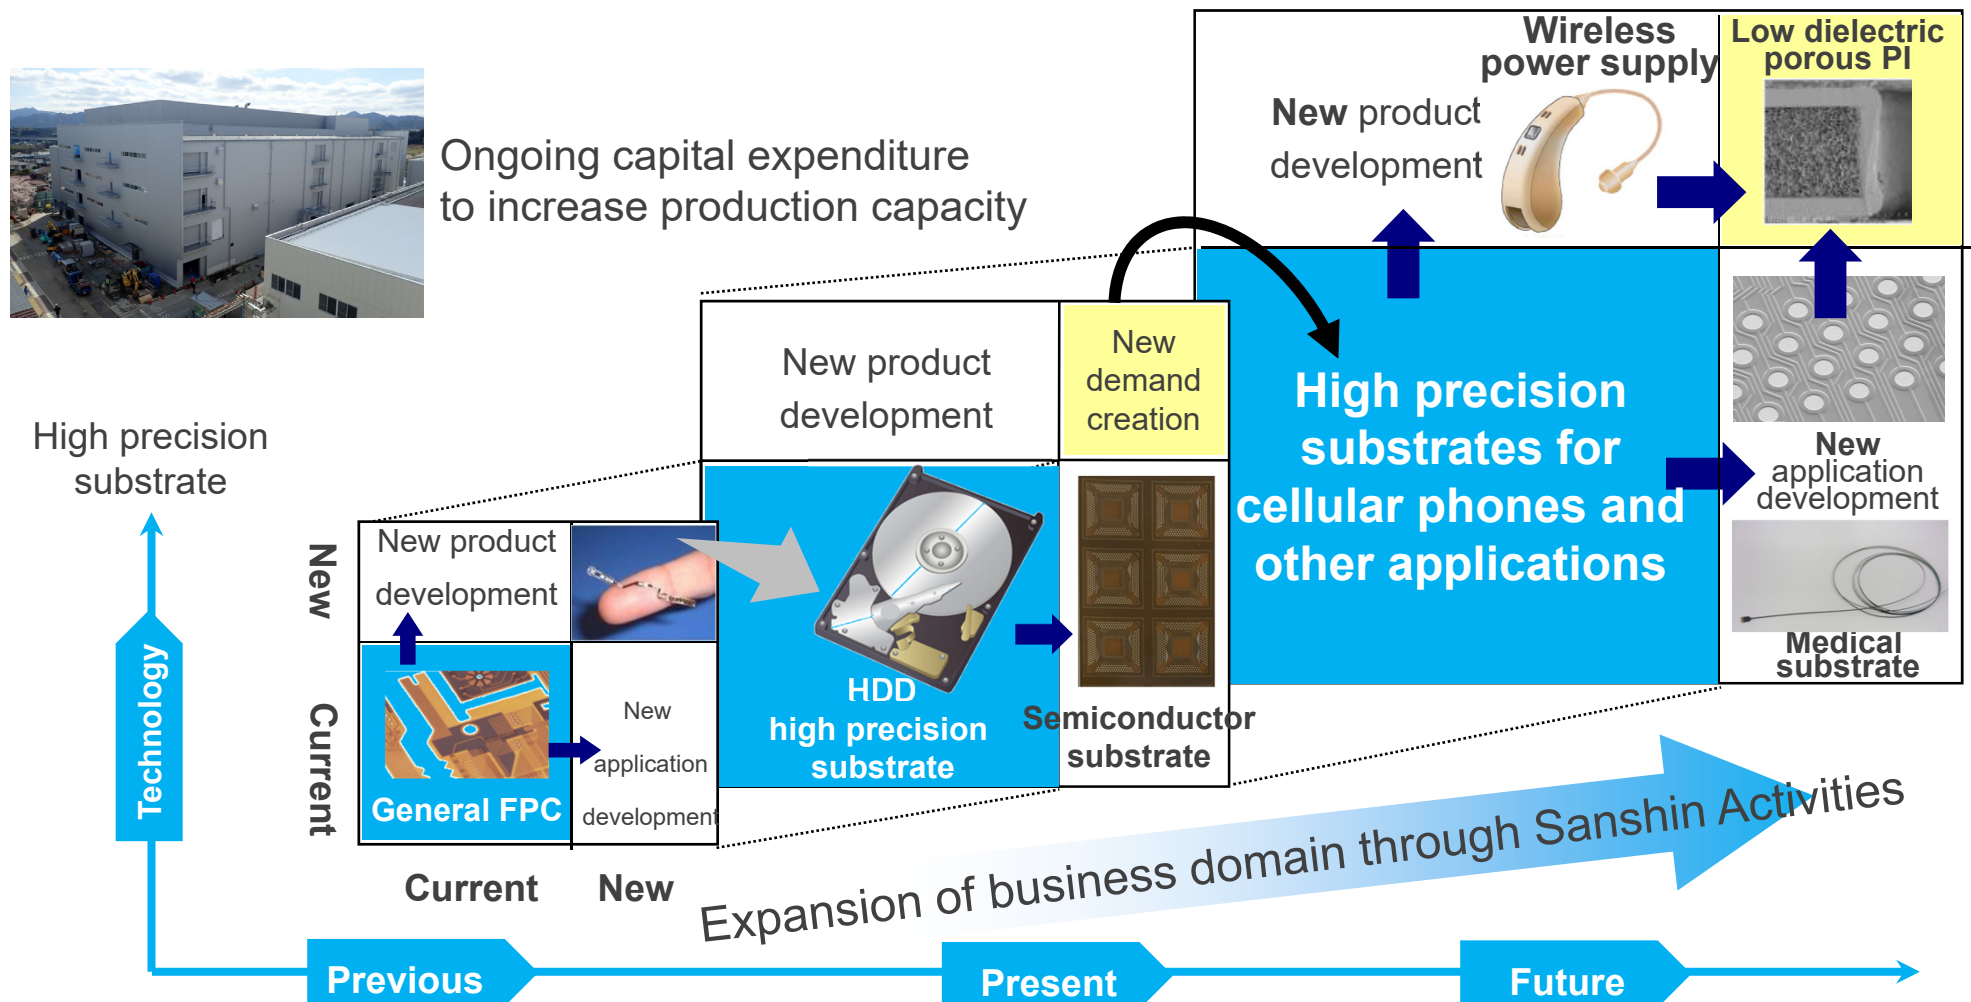 Wireless
power supply
Low dielectric
porous PI
New product
development
Ongoing capital expenditure
to increase production capacity
New product
development
New
demand
creation
High precision
substrates for
cellular phones and
other applications
New
application
development
Medical
substrate
High precision
substrate
New product
development
New
Current
Technology
General FPC
New
application
development
HDD
high precision
substrate
Semiconductor
substrate
Current
New
Expansion of business domain through Sanshin Activities
Previous
Present
Future